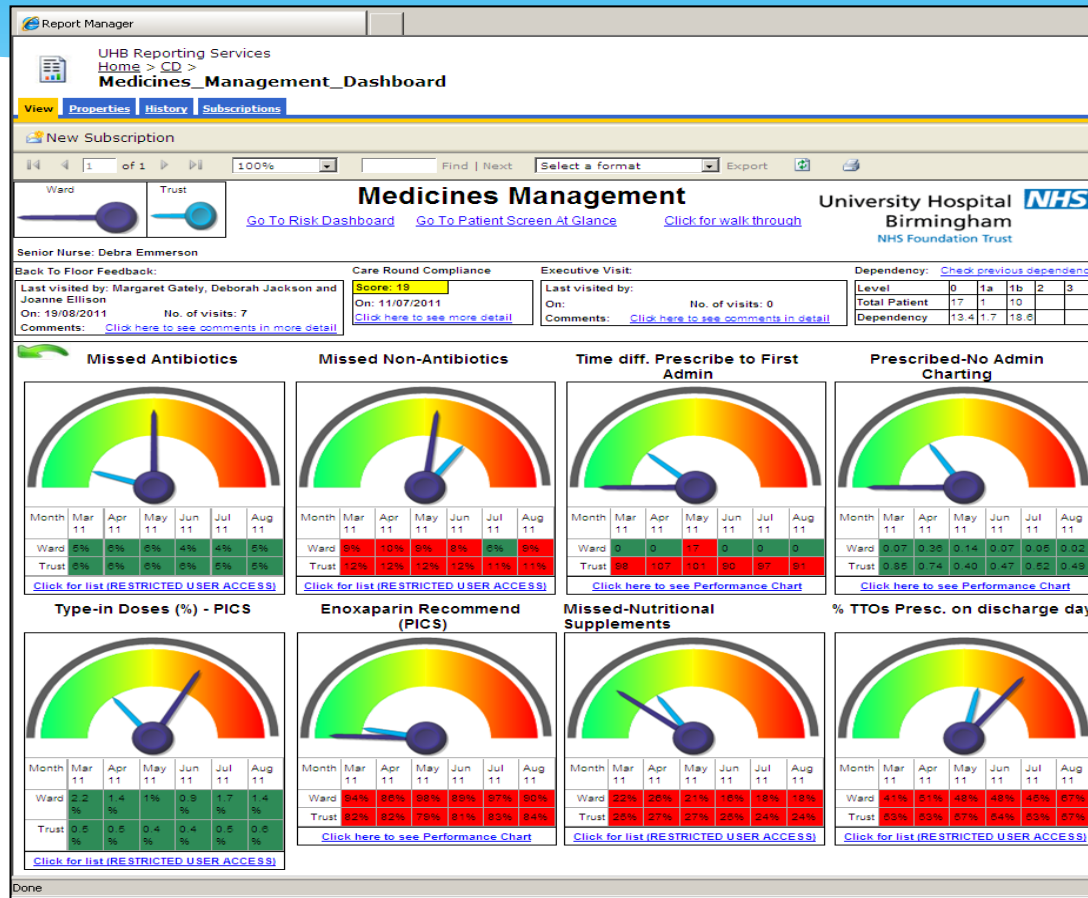 Report Manager
UHB Reporting Services
Home > CD >
Medicines_Management_Dashboard
View Properties History Subscriptions
New Subscription
1 of 1 100% Find | Next Select a format Export
Ward Trust
Medicines Management
Go To Risk Dashboard Go To Patient Screen At Glance Click for walk through
University Hospital NHS
Birmingham
NHS Foundation Trust
Senior Nurse: Debra Emmerson
Back To Floor Feedback:
Last visited by: Margaret Gately, Deborah Jackson and
Joanne Ellison
On: 19/08/2011 No. of visits: 7
Comments: Click here to see comments in more detail
Care Round Compliance
Score: 19
On: 11/07/2011
Click here to see more detail
Executive Visit:
Last visited by:
On: No. of visits: 0
Comments: Click here to see comments in detail
Dependency: Check previous
Level 0 1a 1b 2 3
Total Patient 17 1 10
Dependency 13.4 1.7 18.6
Missed Antibiotics
Month Mar 11 Apr 11 May 11 Jun 11 Jul 11 Aug 11
Ward 5% 6% 6% 4% 4% 5%
Trust 6% 6% 6% 6% 5% 5%
Click for list (RESTRICTED USER ACCESS)
Missed Non-Antibiotics
Month Mar 11 Apr 11 May 11 Jun 11 Jul 11 Aug 11
Ward 9% 10% 9% 8% 6% 9%
Trust 12% 12% 12% 12% 11% 11%
Click for list (RESTRICTED USER ACCESS)
Time diff. Prescribe to First
Admin
Month Mar 11 Apr 11 May 11 Jun 11 Jul 11 Aug 11
Ward 0 0 17 0 0 0
Trust 98 107 101 90 97 91
Click here to see Performance Chart
Prescribed-No Admin
Charting
Month Mar 11 Apr 11 May 11 Jun 11 Jul 11 Aug 11
Ward 0.07 0.36 0.14 0.07 0.05 0.02
Trust 0.85 0.74 0.40 0.47 0.52 0.49
Click here to see Performance Chart
Type-in Doses (%) - PICS
Month Mar 11 Apr 11 May 11 Jun 11 Jul 11 Aug 11
Ward 2.2 % 1.4 % 1% 0.9 % 1.7 % 1.4 %
Trust 0.5 % 0.5 % 0.4 % 0.4 % 0.5 % 0.6 %
Click for list (RESTRICTED USER ACCESS)
Enoxaparin Recommend
(PICS)
Month Mar 11 Apr 11 May 11 Jun 11 Jul 11 Aug 11
Ward 94% 86% 98% 89% 97% 90%
Trust 82% 82% 78% 81% 83% 84%
Click here to see Performance Chart
Missed-Nutritional
Supplements
Month Mar 11 Apr 11 May 11 Jun 11 Jul 11 Aug 11
Ward 22% 26% 21% 16% 18% 18%
Trust 26% 27% 27% 26% 24% 24%
Click for list (RESTRICTED USER ACCESS)
% TTOs Presc. on discharge day
Month Mar 11 Apr 11 May 11 Jun 11 Jul 11 Aug 11
Ward 41% 51% 48% 48% 46% 67%
Trust 63% 63% 67% 64% 63% 67%
Click for list (RESTRICTED USER ACCESS)
Done